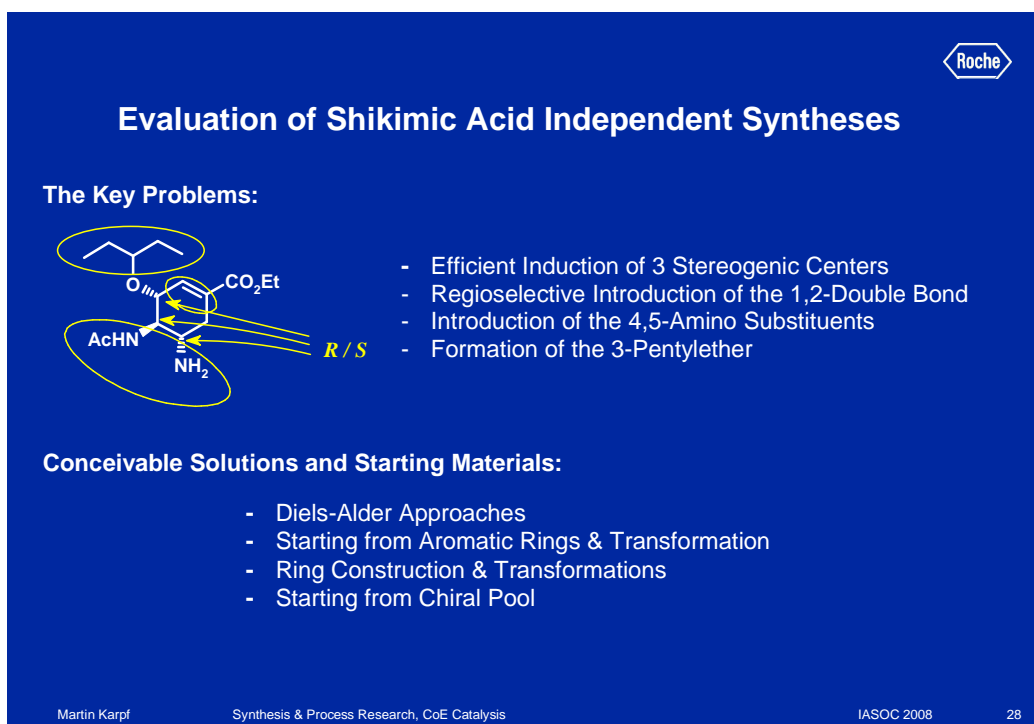 Roche
Evaluation of Shikimic Acid Independent Syntheses
The Key Problems:
O
CO2Et
AcHN
NH2
R / S
- Efficient Induction of 3 Stereogenic Centers
- Regioselective Introduction of the 1,2-Double Bond
- Introduction of the 4,5-Amino Substituents
- Formation of the 3-Pentylether
Conceivable Solutions and Starting Materials:
- Diels-Alder Approaches
- Starting from Aromatic Rings & Transformation
- Ring Construction & Transformations
- Starting from Chiral Pool
Martin Karpf Synthesis & Process Research, CoE Catalysis IASOC 2008 28